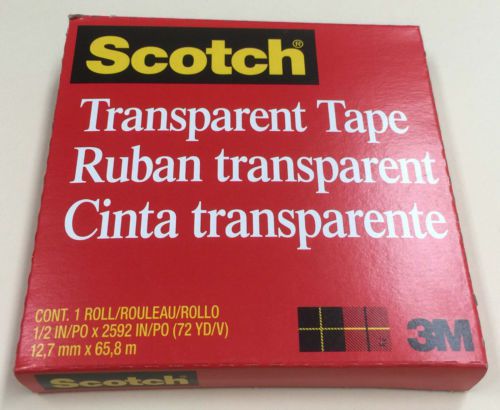 Scotch®
Transparent Tape
Ruban transparent
Cinta transparente
CONT. 1 ROLL/ROULEAU/ROLLO
1/2 IN/PO x 2592 IN/PO (72 YD/V)
12,7 mm x 65,8 m
3M
Scotch